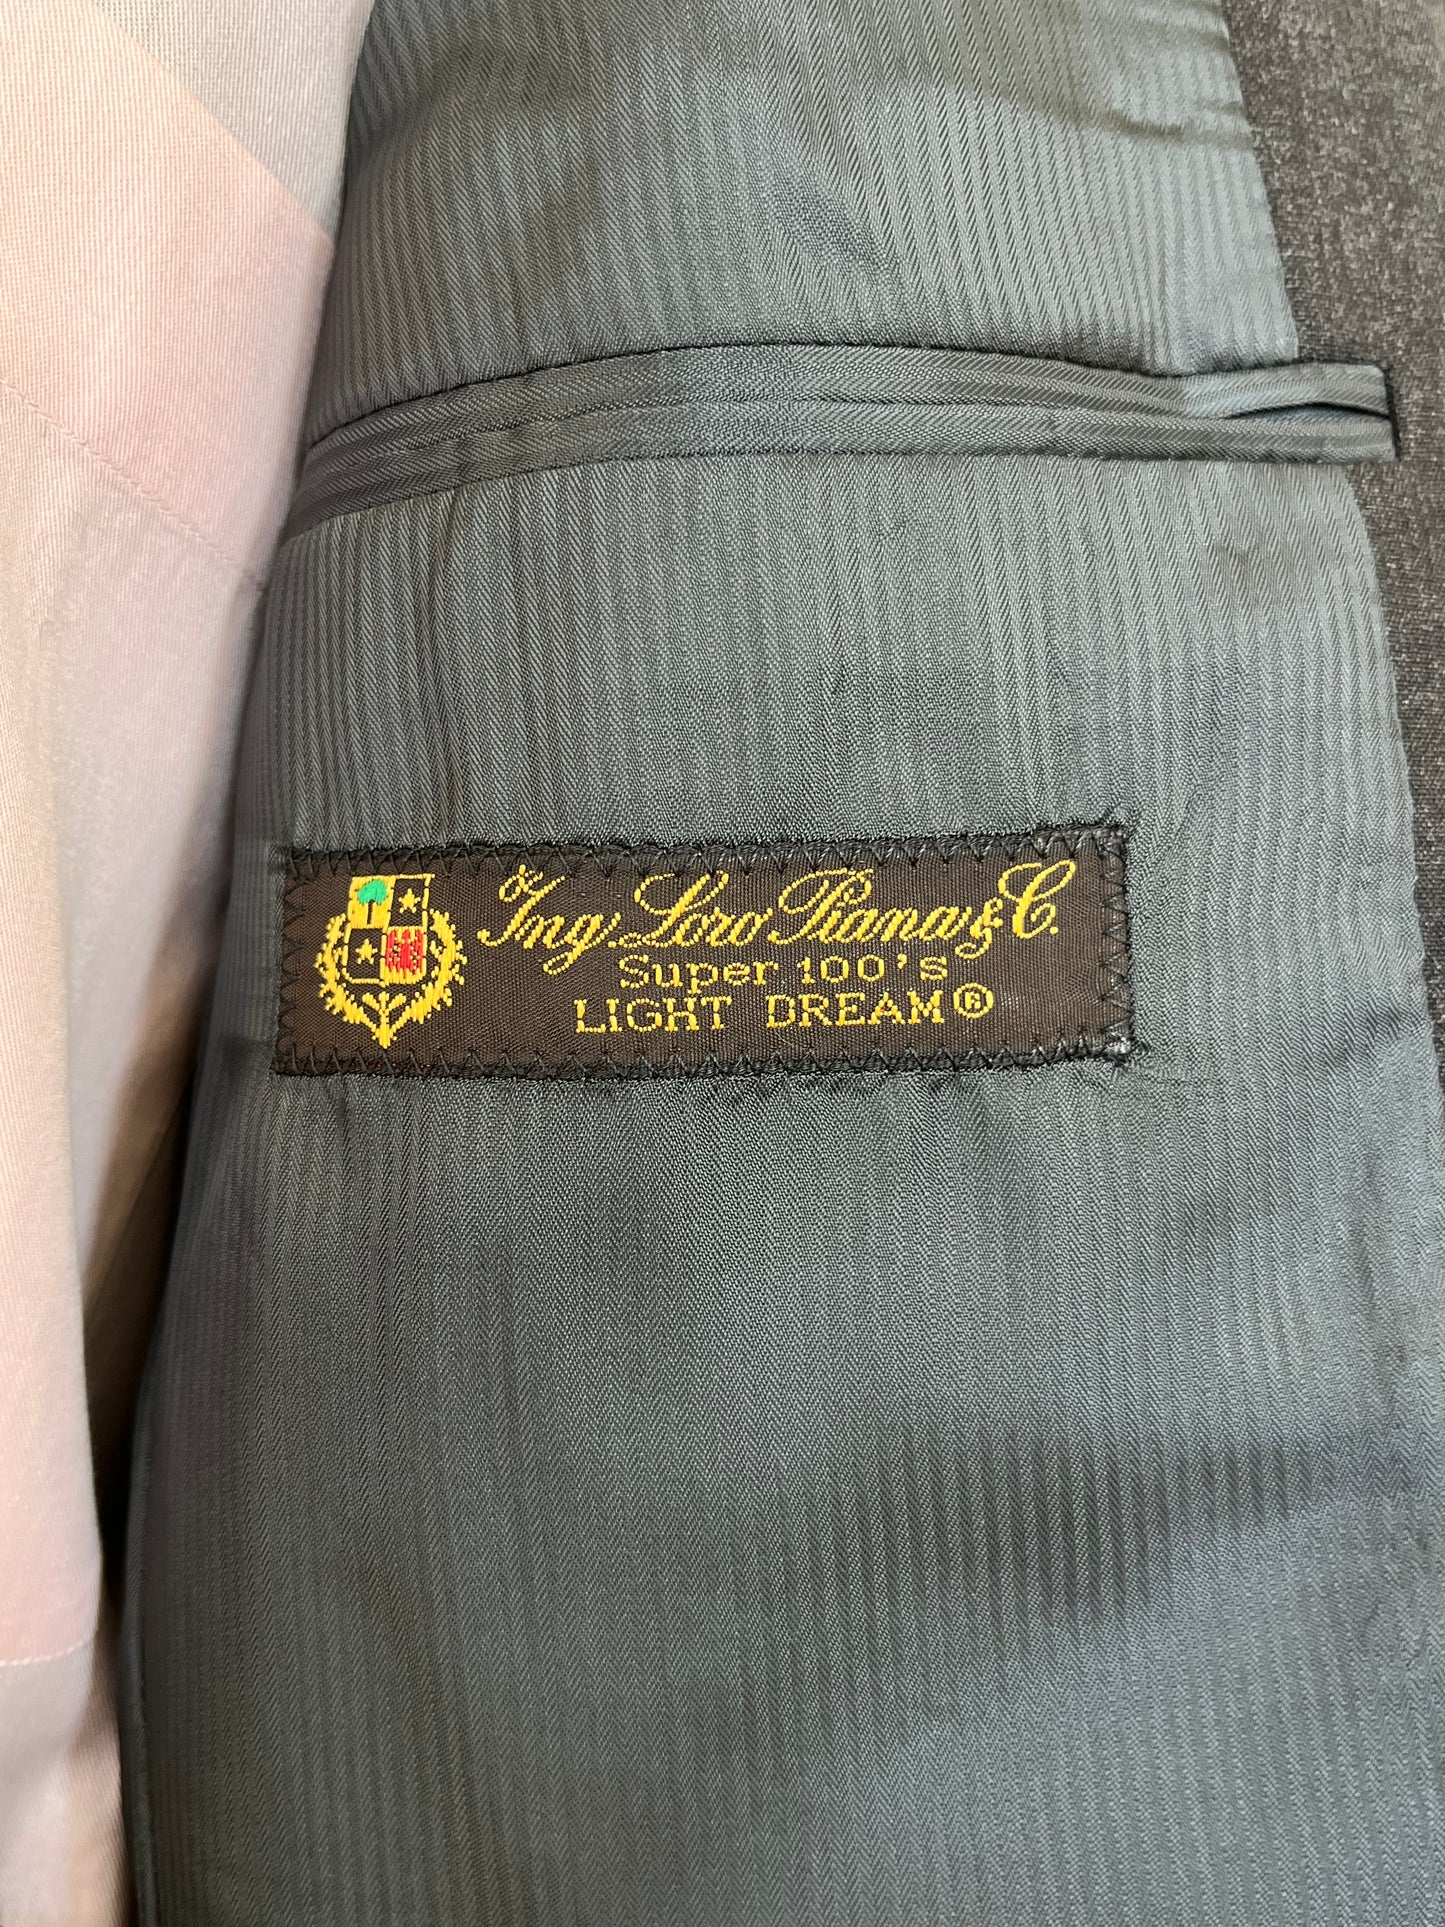 Ing. Loro Piana & C.
Super 100's
LIGHT DREAM®